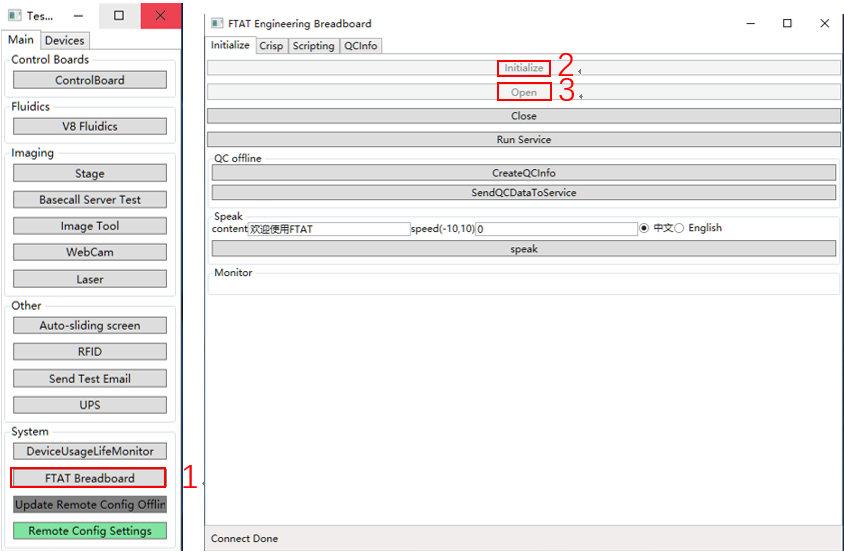 Tes...
Main
Devices
Control Boards
ControlBoard
Fluidics
V8 Fluidics
Imaging
Stage
Basecall Server Test
Image Tool
WebCam
Laser
Other
Auto-sliding screen
RFID
Send Test Email
UPS
System
DeviceUsageLifeMonitor
FTAT Breadboard
1
Update Remote Config Offlin
Remote Config Settings
FTAT Engineering Breadboard
Initialize Crisp Scripting QCInfo
Initialize 2
Open 3
Close
Run Service
QC offline
CreateQCInfo
SendQCDataToService
Speak
content 欢迎使用FTAT speed(-10,10) 0 中文 English
speak
Monitor
Connect Done